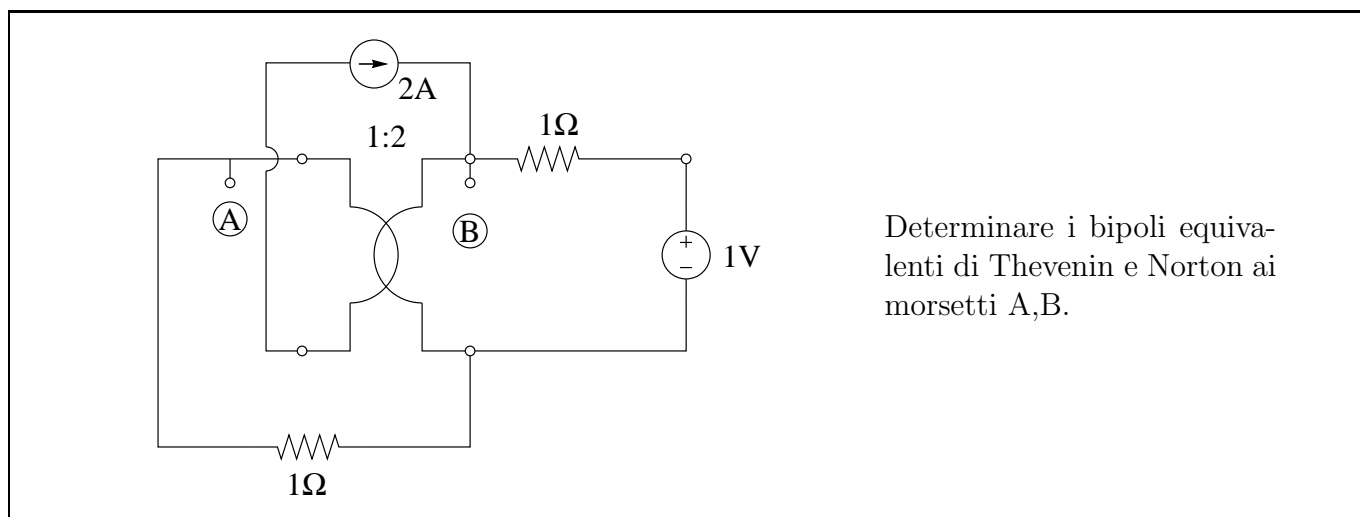 2A
1:2
1Ω
A
B
+
−
1V
1Ω
Determinare i bipoli equiva-
lenti di Thevenin e Norton ai
morsetti A,B.